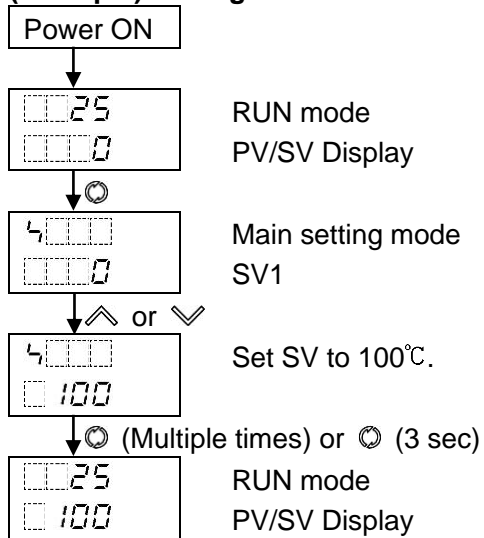 Power ON
25 RUN mode
0 PV/SV Display
Main setting mode
0 SV1
or
Set SV to 100℃.
100
(Multiple times) or (3 sec)
25 RUN mode
100 PV/SV Display